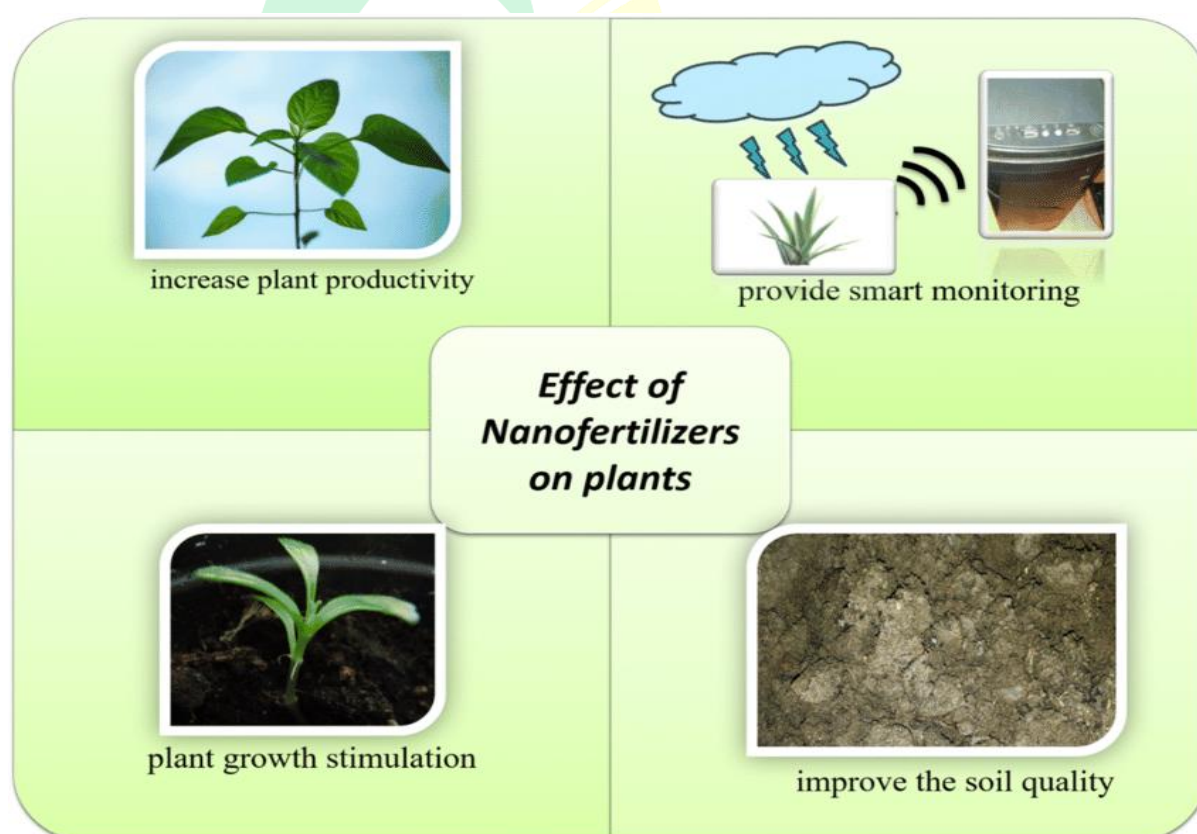 increase plant productivity
provide smart monitoring
Effect of
Nanofertilizers
on plants
plant growth stimulation
improve the soil quality